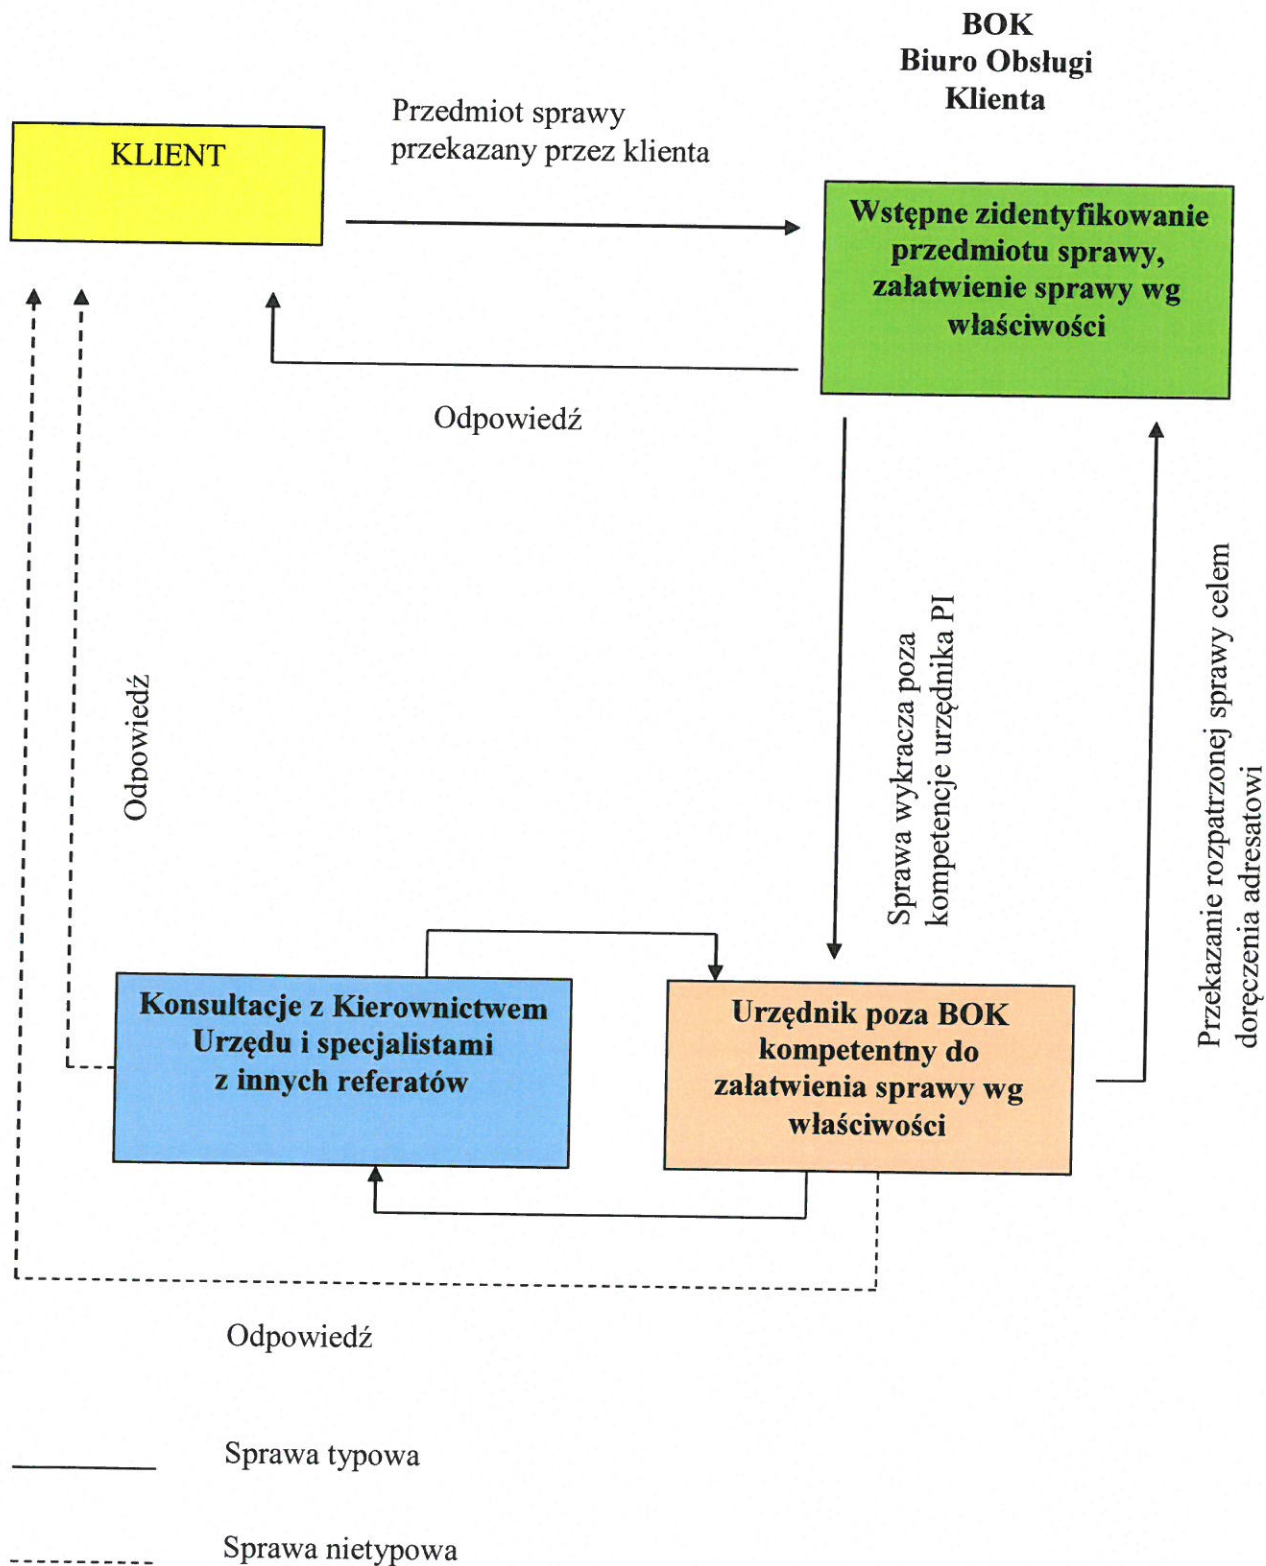 BOK
Biuro Obsługi
Klienta
Przedmiot sprawy
przekazany przez klienta
KLIENT
Wstępne zidentyfikowanie
przedmiotu sprawy,
załatwienie sprawy wg
właściwości
Odpowiedź
Odpowiedź
Sprawa wykracza poza
kompetencje urzędnika PI
Przekazanie rozpatrzonej sprawy celem
doręczenia adresatowi
Konsultacje z Kierownictwem
Urzędu i specjalistami
z innych referatów
Urzędnik poza BOK
kompetentny do
załatwienia sprawy wg
właściwości
Odpowiedź
Sprawa typowa
Sprawa nietypowa